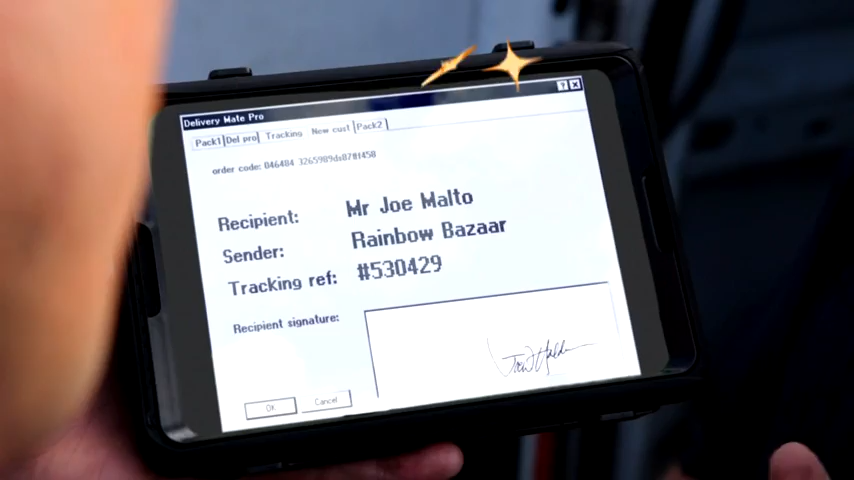 Delivery Mate Pro
Pack1 Del pro Tracking New cust Pack2
order code: 046484
Recipient: Mr Joe Malto
Sender: Rainbow Bazaar
Tracking ref: #530429
Recipient signature:
OK Cancel